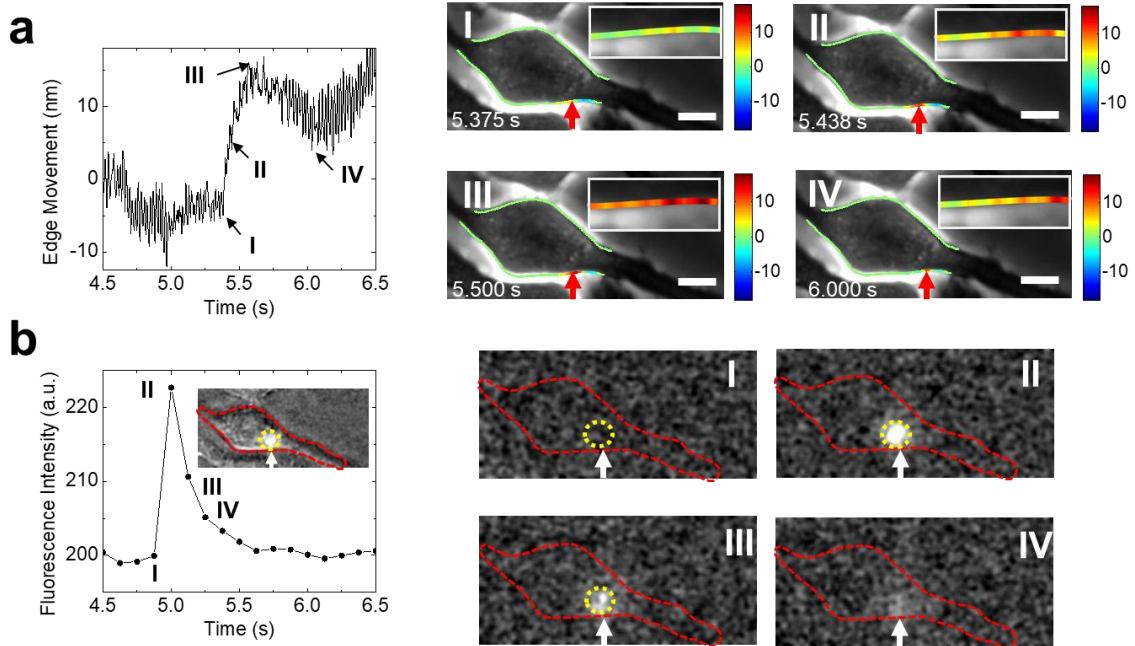 a
Edge Movement (nm)
10
0
-10
4.5 5.0 5.5 6.0 6.5
Time (s)
III
II
IV
I
I
5.375 s
10
0
-10
II
5.438 s
10
0
-10
III
5.500 s
10
0
-10
IV
6.000 s
10
0
-10
b
Fluorescence Intensity (a.u.)
220
210
200
4.5 5.0 5.5 6.0 6.5
Time (s)
II
III
IV
I
I
II
III
IV